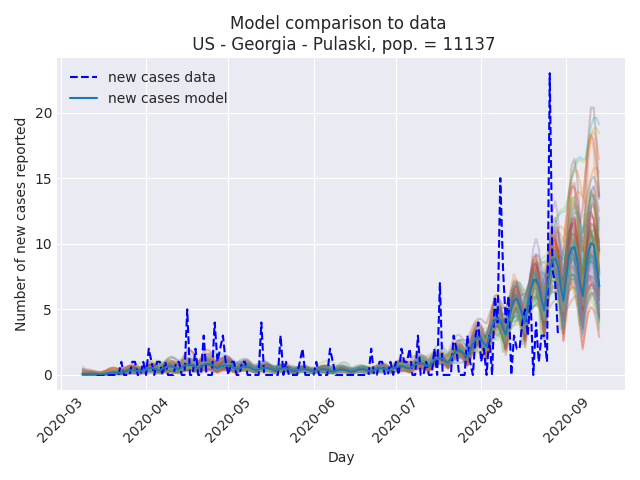 Model comparison to data
US - Georgia - Pulaski, pop. = 11137
new cases data
new cases model
Number of new cases reported
20
15
10
5
0
2020-03
2020-04
2020-05
2020-06
2020-07
2020-08
2020-09
Day